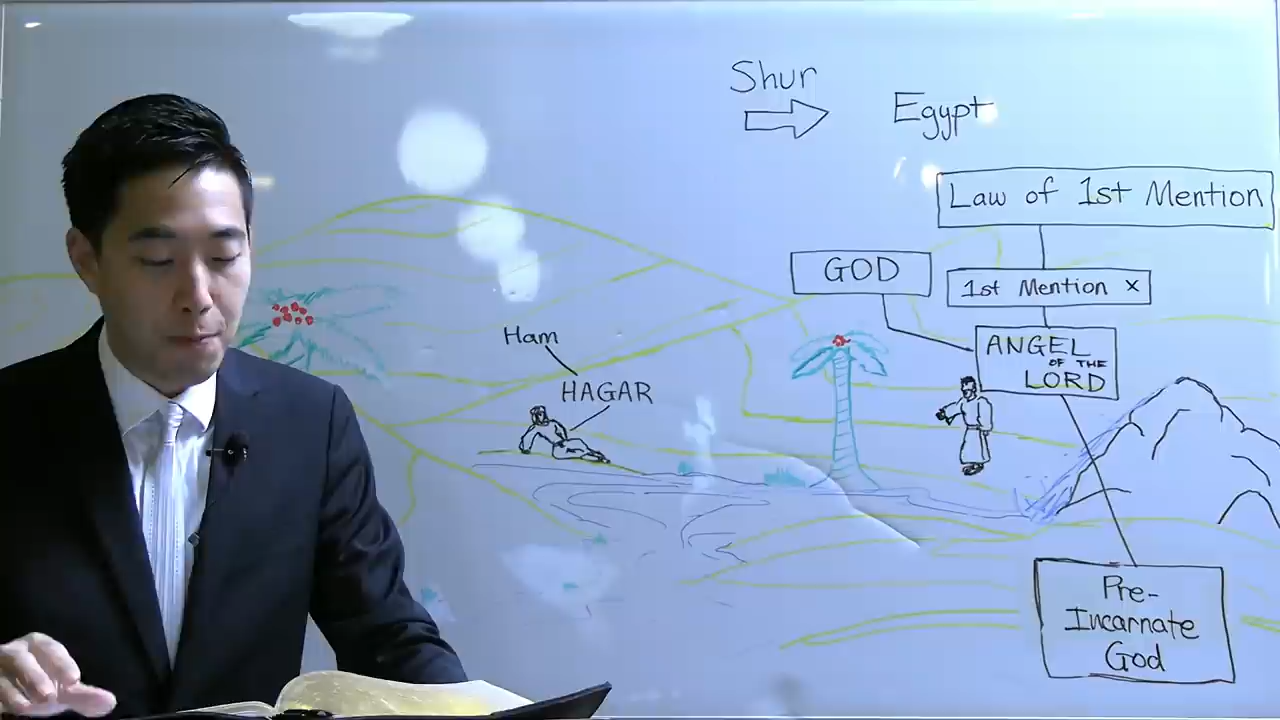 Shur
Egypt
Law of 1st Mention
GOD
1st Mention x
ANGEL
OF THE
LORD
Ham
HAGAR
Pre-
Incarnate
God